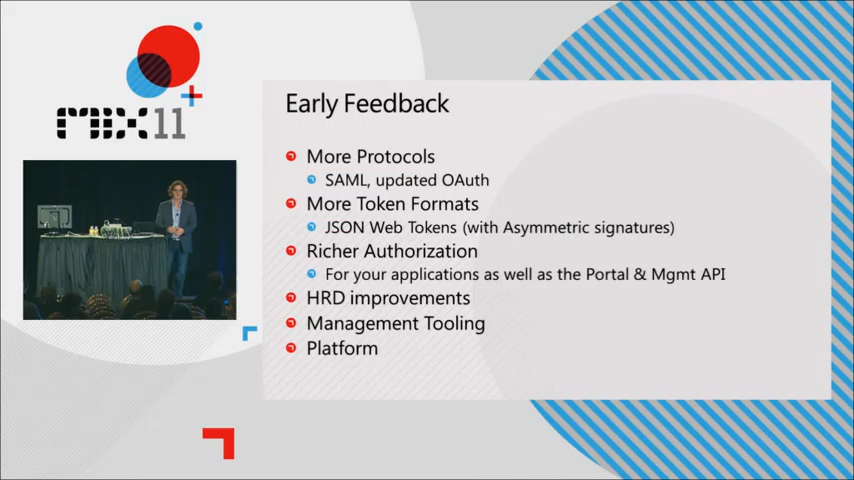 mix11
Early Feedback
More Protocols
SAML, updated OAuth
More Token Formats
JSON Web Tokens (with Asymmetric signatures)
Richer Authorization
For your applications as well as the Portal & Mgmt API
HRD improvements
Management Tooling
Platform